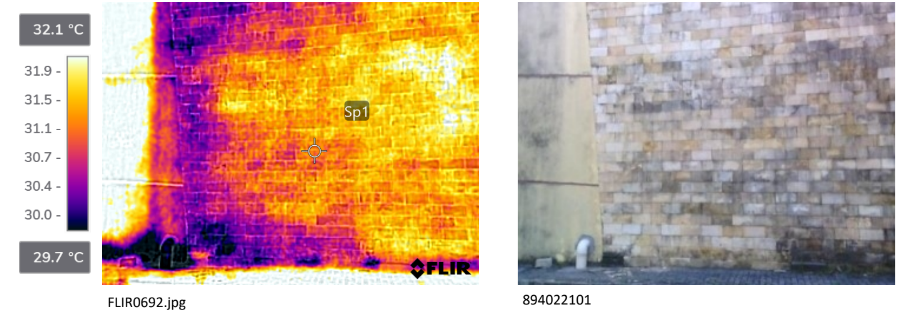 32.1 °C
31.9 -
31.5 -
31.1 -
30.7 -
30.4 -
30.0 -
29.7 °C
Sp1
FLIR
FLIR0692.jpg
894022101